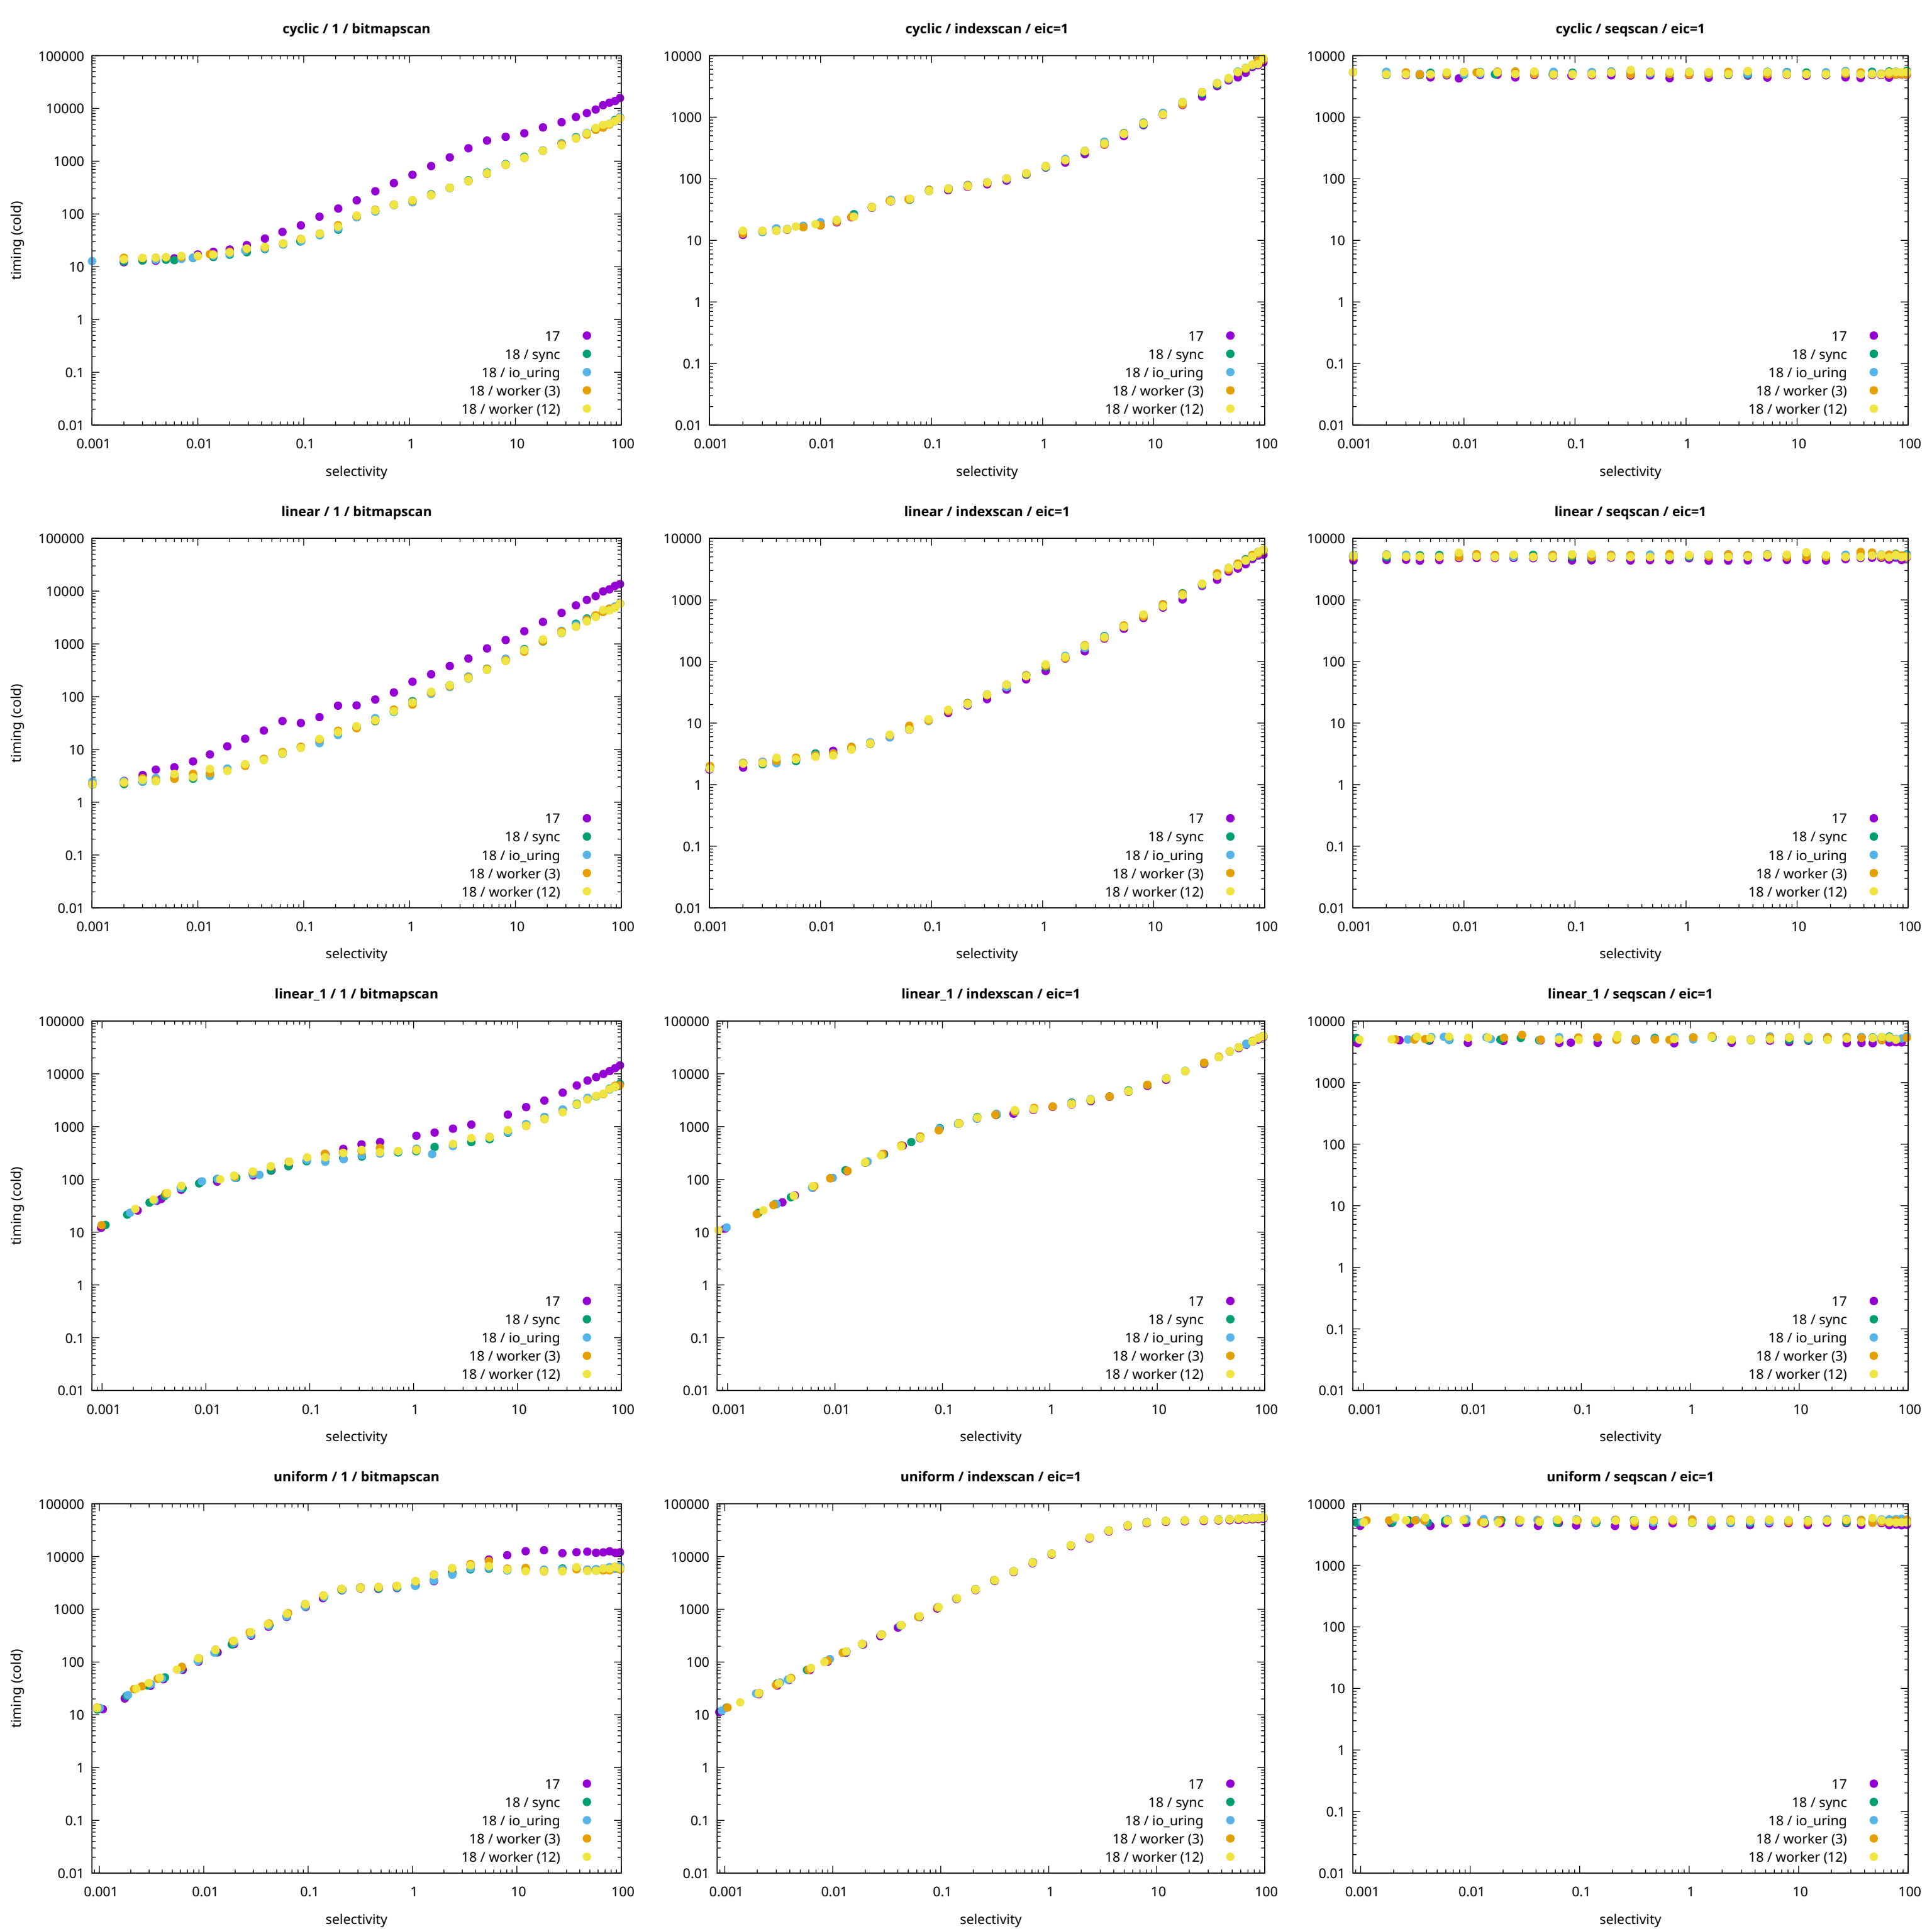 cyclic / 1 / bitmapscan
timing (cold)
100000
10000
1000
100
10
1
0.1
0.01
17
18 / sync
18 / io_uring
18 / worker (3)
18 / worker (12)
0.001 0.01 0.1 1 10 100
selectivity
cyclic / indexscan / eic=1
10000
1000
100
10
1
0.1
0.01
17
18 / sync
18 / io_uring
18 / worker (3)
18 / worker (12)
0.001 0.01 0.1 1 10 100
selectivity
cyclic / seqscan / eic=1
10000
1000
100
10
1
0.1
0.01
17
18 / sync
18 / io_uring
18 / worker (3)
18 / worker (12)
0.001 0.01 0.1 1 10 100
selectivity
linear / 1 / bitmapscan
timing (cold)
100000
10000
1000
100
10
1
0.1
0.01
17
18 / sync
18 / io_uring
18 / worker (3)
18 / worker (12)
0.001 0.01 0.1 1 10 100
selectivity
linear / indexscan / eic=1
10000
1000
100
10
1
0.1
0.01
17
18 / sync
18 / io_uring
18 / worker (3)
18 / worker (12)
0.001 0.01 0.1 1 10 100
selectivity
linear / seqscan / eic=1
10000
1000
100
10
1
0.1
0.01
17
18 / sync
18 / io_uring
18 / worker (3)
18 / worker (12)
0.001 0.01 0.1 1 10 100
selectivity
linear_1 / 1 / bitmapscan
timing (cold)
100000
10000
1000
100
10
1
0.1
0.01
17
18 / sync
18 / io_uring
18 / worker (3)
18 / worker (12)
0.001 0.01 0.1 1 10 100
selectivity
linear_1 / indexscan / eic=1
100000
10000
1000
100
10
1
0.1
0.01
17
18 / sync
18 / io_uring
18 / worker (3)
18 / worker (12)
0.001 0.01 0.1 1 10 100
selectivity
linear_1 / seqscan / eic=1
10000
1000
100
10
1
0.1
0.01
17
18 / sync
18 / io_uring
18 / worker (3)
18 / worker (12)
0.001 0.01 0.1 1 10 100
selectivity
uniform / 1 / bitmapscan
timing (cold)
100000
10000
1000
100
10
1
0.1
0.01
17
18 / sync
18 / io_uring
18 / worker (3)
18 / worker (12)
0.001 0.01 0.1 1 10 100
selectivity
uniform / indexscan / eic=1
100000
10000
1000
100
10
1
0.1
0.01
17
18 / sync
18 / io_uring
18 / worker (3)
18 / worker (12)
0.001 0.01 0.1 1 10 100
selectivity
uniform / seqscan / eic=1
10000
1000
100
10
1
0.1
0.01
17
18 / sync
18 / io_uring
18 / worker (3)
18 / worker (12)
0.001 0.01 0.1 1 10 100
selectivity